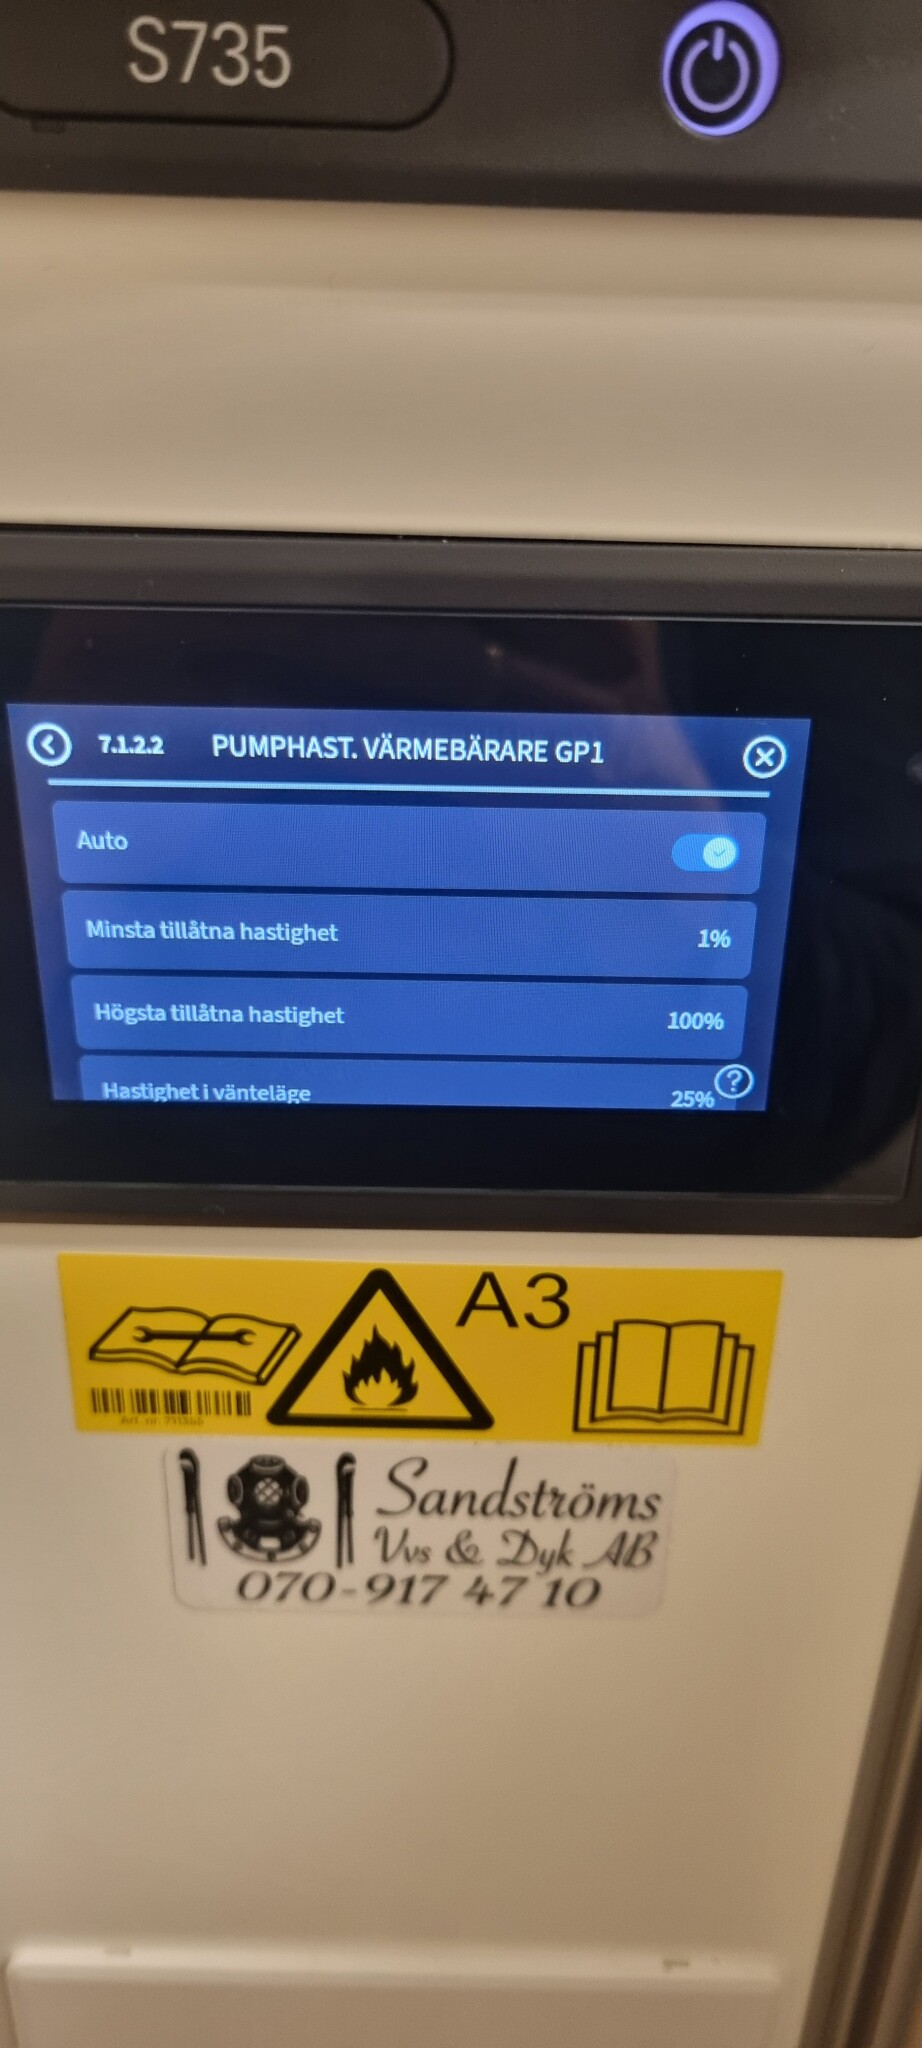 S735
7.1.2.2 PUMPHAST. VÄRMEBÄRARE GP1
Auto
Minsta tillåtna hastighet 1%
Högsta tillåtna hastighet 100%
Hastighet i vänteläge 25%
?
A3
Sandströms
Vvs & Dyk AB
070-917 47 10